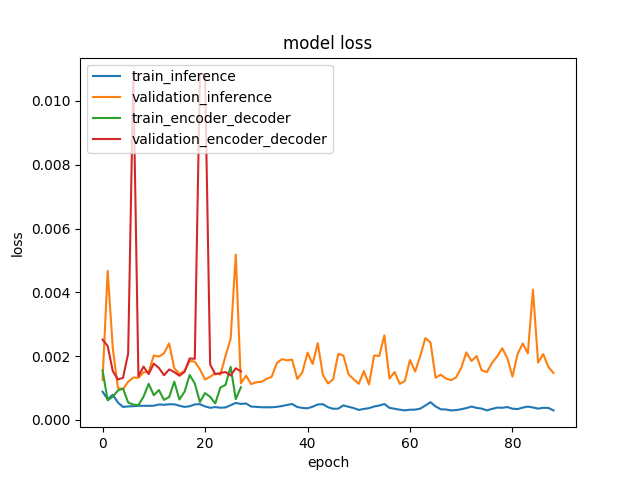 model loss
train_inference
validation_inference
train_encoder_decoder
validation_encoder_decoder
0.010
0.008
0.006
0.004
0.002
0.000
loss
0 20 40 60 80
epoch